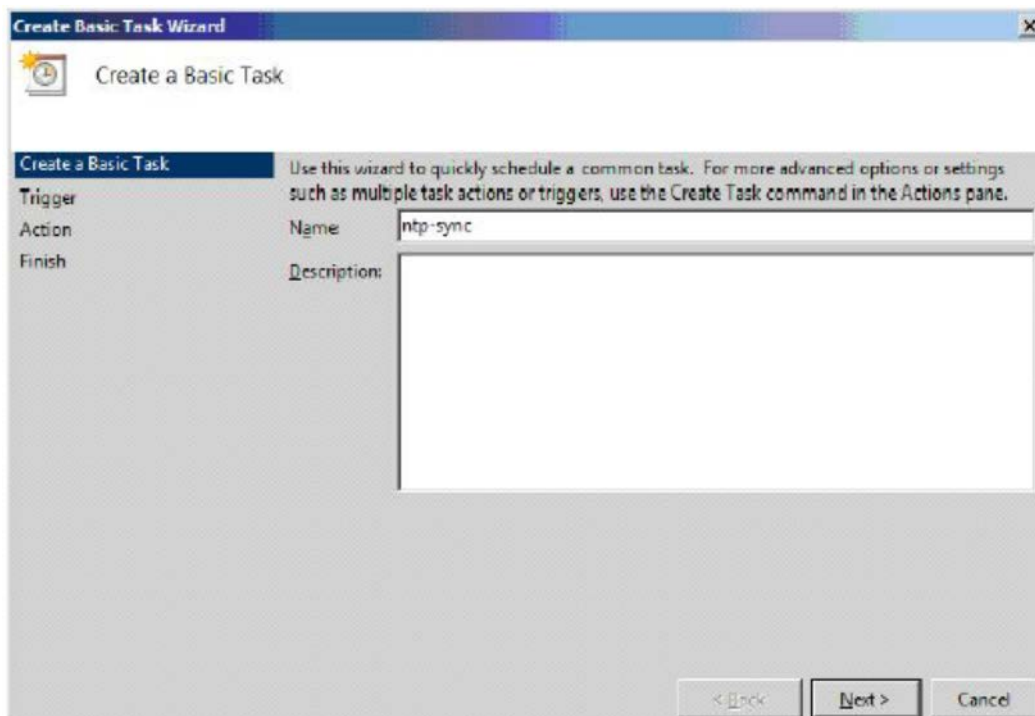 Create Basic Task Wizard
Create a Basic Task
Create a Basic Task
Trigger
Action
Finish
Use this wizard to quickly schedule a common task. For more advanced options or settings
such as multiple task actions or triggers, use the Create Task command in the Actions pane.
Name
ntp-sync
Description:
< Back
Next >
Cancel